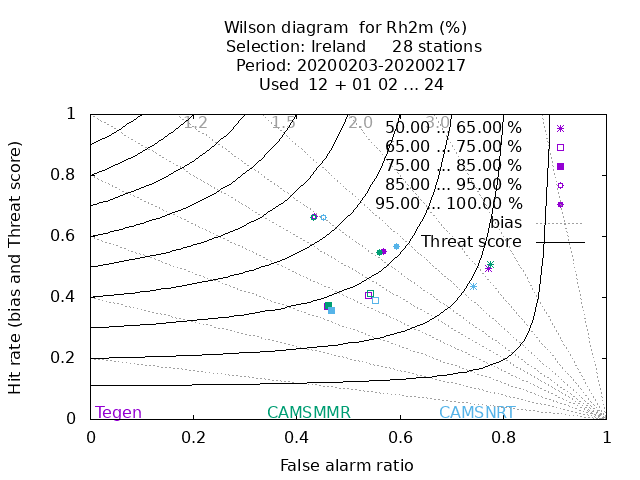 Wilson diagram  for Rh2m (%)
Selection: Ireland     28 stations
Period: 20200203-20200217
Used  12 + 01 02 ... 24
Hit rate (bias and Threat score)
1
0.8
0.6
0.4
0.2
0
1.2
1.5
2.0
3.0
50.00 ... 65.00 %
65.00 ... 75.00 %
75.00 ... 85.00 %
85.00 ... 95.00 %
95.00 ... 100.00 %
bias
Threat score
Tegen
CAMSMMR
CAMSNRT
0
0.2
0.4
0.6
0.8
1
False alarm ratio